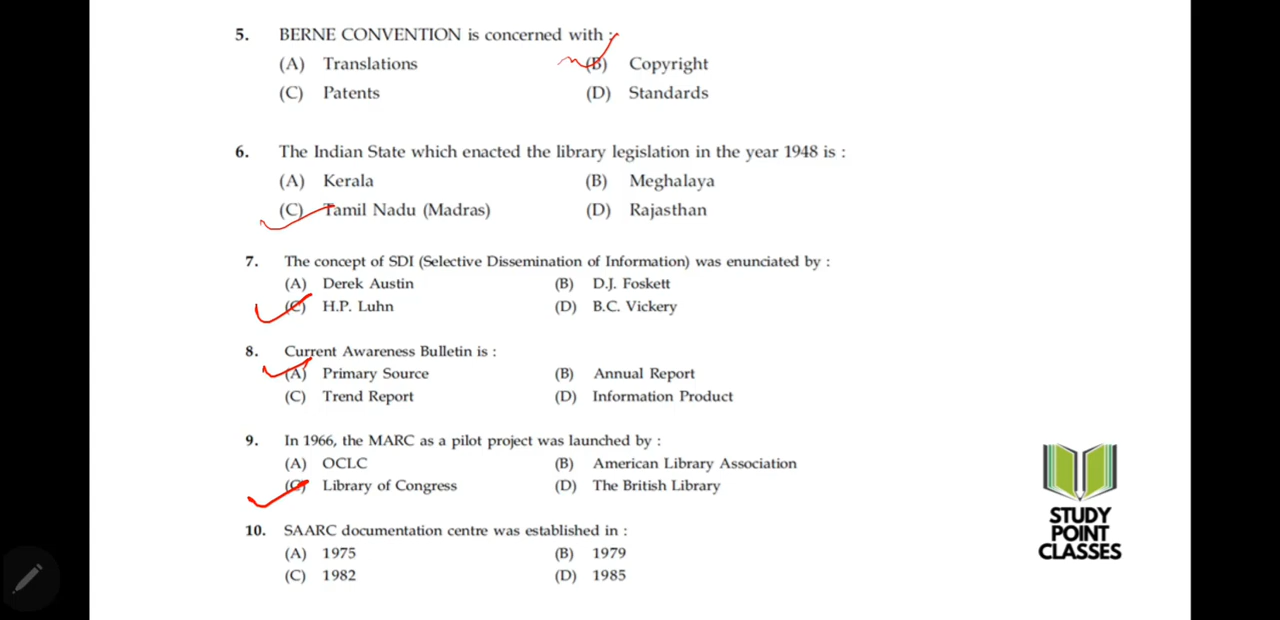 5. BERNE CONVENTION is concerned with :
(A) Translations (B) Copyright
(C) Patents (D) Standards
6. The Indian State which enacted the library legislation in the year 1948 is :
(A) Kerala (B) Meghalaya
(C) Tamil Nadu (Madras) (D) Rajasthan
7. The concept of SDI (Selective Dissemination of Information) was enunciated by :
(A) Derek Austin (B) D.J. Foskett
(C) H.P. Luhn (D) B.C. Vickery
8. Current Awareness Bulletin is :
(A) Primary Source (B) Annual Report
(C) Trend Report (D) Information Product
9. In 1966, the MARC as a pilot project was launched by :
(A) OCLC (B) American Library Association
(C) Library of Congress (D) The British Library
10. SAARC documentation centre was established in :
(A) 1975 (B) 1979
(C) 1982 (D) 1985
STUDY
POINT
CLASSES